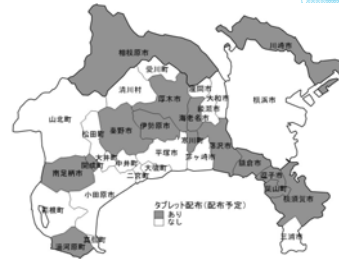 相模原市
川崎市
愛川町
清川村
厚木市
座間市
大和市
綾瀬市
海老名市
横浜市
山北町
松田町
秦野市
伊勢原市
寒川町
藤沢市
大井町
中井町
平塚市
茅ヶ崎市
鎌倉市
開成町
南足柄市
二宮町
大磯町
逗子市
葉山町
横須賀市
小田原市
箱根町
三浦市
真鶴町
湯河原町
タブレット配布(配布予定)
あり
なし